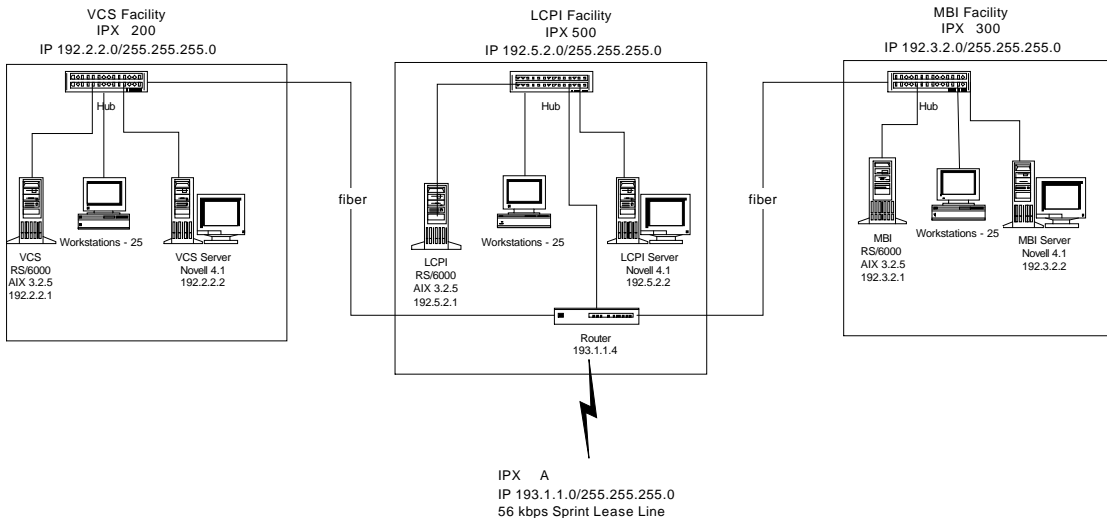 VCS Facility
IPX 200
IP 192.2.2.0/255.255.255.0
Hub
VCS
RS/6000
AIX 3.2.5
192.2.2.1
Workstations - 25
VCS Server
Novell 4.1
192.2.2.2
fiber
LCPI Facility
IPX 500
IP 192.5.2.0/255.255.255.0
Hub
LCPI
RS/6000
AIX 3.2.5
192.5.2.1
Workstations - 25
LCPI Server
Novell 4.1
192.5.2.2
Router
193.1.1.4
fiber
MBI Facility
IPX 300
IP 192.3.2.0/255.255.255.0
Hub
MBI
RS/6000
AIX 3.2.5
192.3.2.1
Workstations - 25
MBI Server
Novell 4.1
192.3.2.2
IPX A
IP 193.1.1.0/255.255.255.0
56 kbps Sprint Lease Line